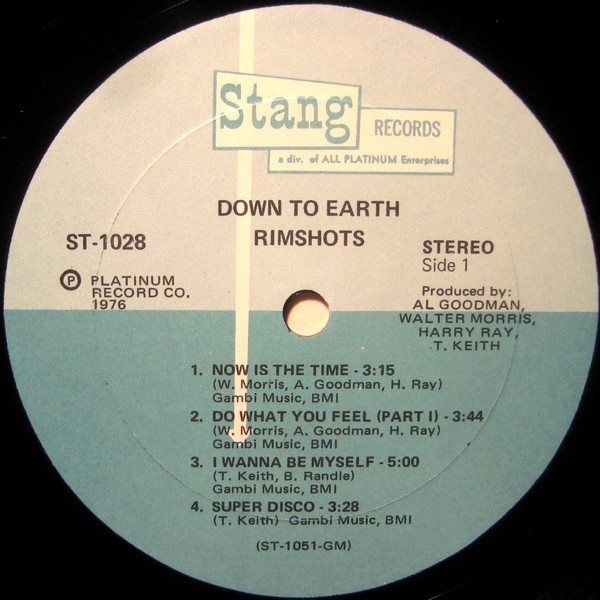 Stang
RECORDS
a div. of ALL PLATINUM Enterprises
DOWN TO EARTH
RIMSHOTS
ST-1028
STEREO
Side 1
Ⓟ PLATINUM
RECORD CO.
1976
Produced by:
AL GOODMAN,
WALTER MORRIS,
HARRY RAY,
T. KEITH
1. NOW IS THE TIME - 3:15
(W. Morris, A. Goodman, H. Ray)
Gambi Music, BMI
2. DO WHAT YOU FEEL (PART I) - 3:44
(W. Morris, A. Goodman, H. Ray)
Gambi Music, BMI
3. I WANNA BE MYSELF - 5:00
(T. Keith, B. Randle)
Gambi Music, BMI
4. SUPER DISCO - 3:28
(T. Keith) Gambi Music, BMI
(ST-1051-GM)